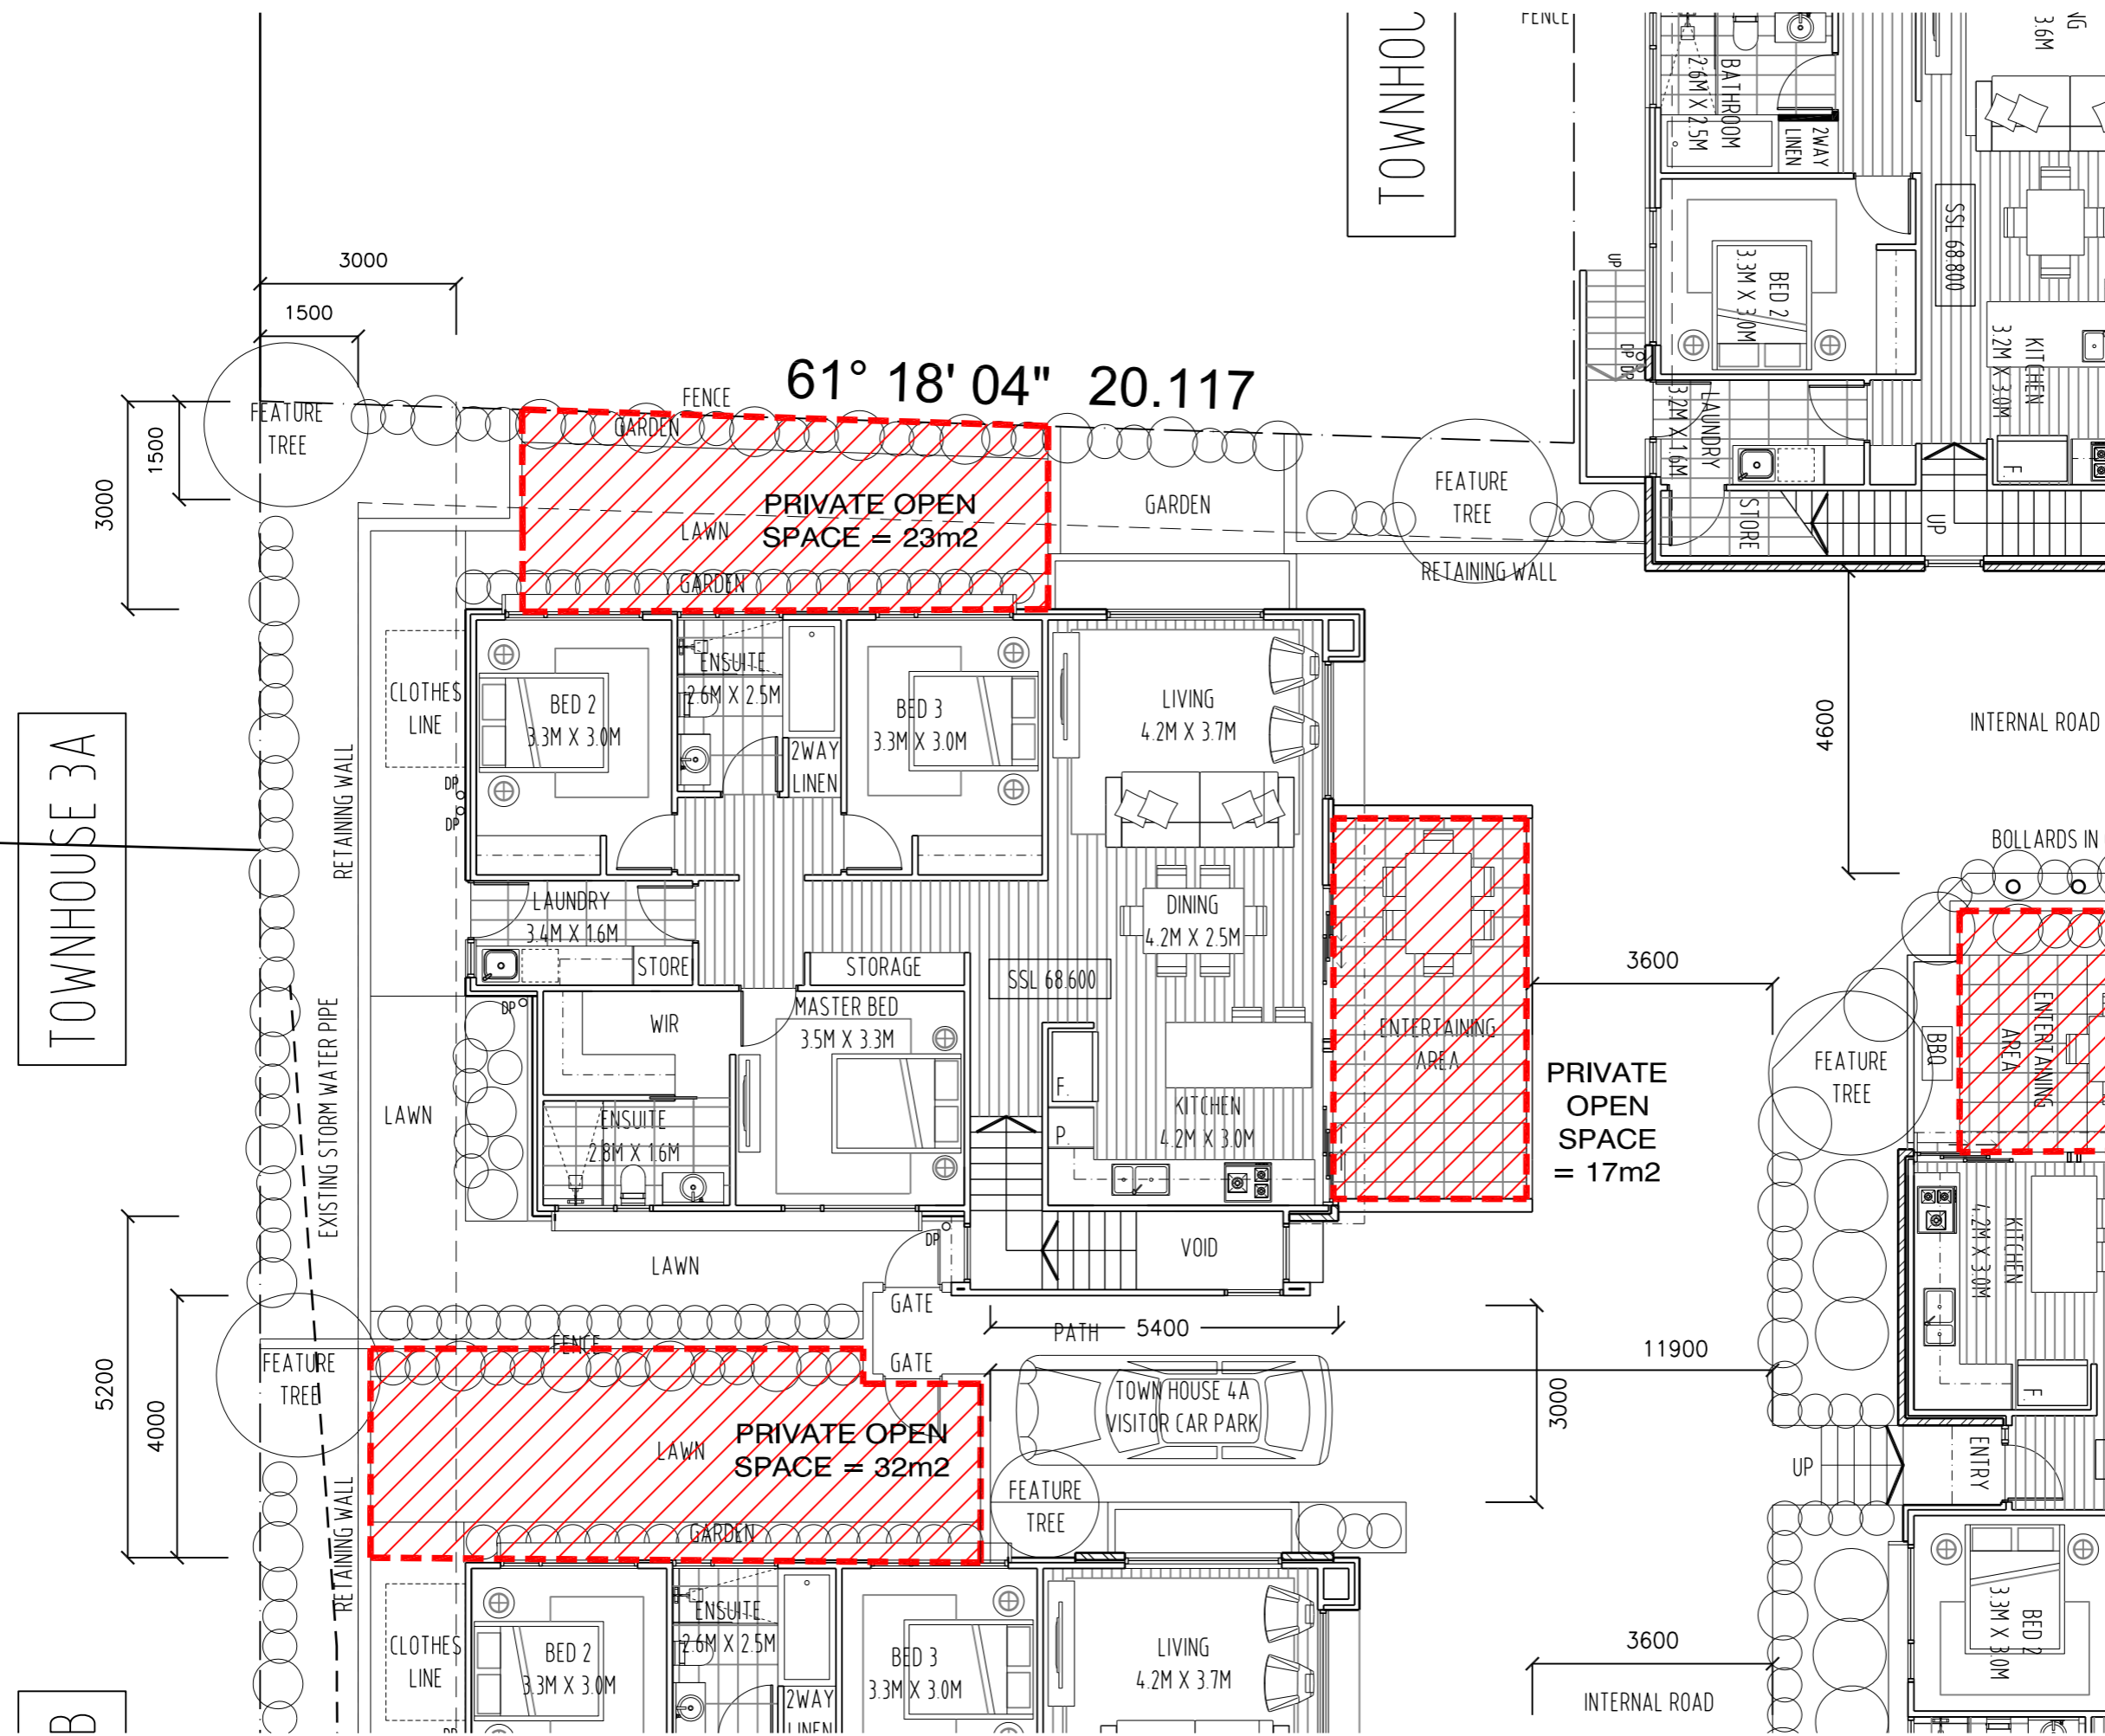 TOWNHOU
FENCE
BATHROOM
2.6M X 2.5M
2WAY
LINEN
3.6M
BED 2
3.3M X 3.0M
SSL 68.800
KITCHEN
3.2M X 3.0M
UP
DP
DP
LAUNDRY
3.2M X 1.6M
F.
STORE
UP
3000
1500
61° 18' 04" 20.117
FENCE
GARDEN
FEATURE
TREE
1500
3000
PRIVATE OPEN
SPACE = 23m2
LAWN
GARDEN
GARDEN
FEATURE
TREE
RETAINING WALL
TOWNHOUSE 3A
RETAINING WALL
EXISTING STORM WATER PIPE
CLOTHES
LINE
DP
DP
BED 2
3.3M X 3.0M
ENSUITE
2.6M X 2.5M
2WAY
LINEN
BED 3
3.3M X 3.0M
LIVING
4.2M X 3.7M
4600
INTERNAL ROAD
BOLLARDS IN
LAUNDRY
3.4M X 1.6M
STORE
STORAGE
DINING
4.2M X 2.5M
SSL 68.600
DP
WIR
MASTER BED
3.5M X 3.3M
ENTERTAINING
AREA
3600
PRIVATE
OPEN
SPACE
= 17m2
FEATURE
TREE
BBQ
ENTERTAINING
AREA
LAWN
ENSUITE
2.8M X 1.6M
F.
P.
KITCHEN
4.2M X 3.0M
KITCHEN
4.2M X 3.0M
F.
LAWN
DP
VOID
GATE
PATH
5400
FENCE
GATE
11900
5200
4000
3000
FEATURE
TREE
TOWN HOUSE 4A
VISITOR CAR PARK
PRIVATE OPEN
SPACE = 32m2
LAWN
GARDEN
FEATURE
TREE
UP
ENTRY
RETAINING WALL
CLOTHES
LINE
BED 2
3.3M X 3.0M
ENSUITE
2.6M X 2.5M
2WAY
LINEN
BED 3
3.3M X 3.0M
LIVING
4.2M X 3.7M
3600
INTERNAL ROAD
BED 2
3.3M X 3.0M
B
DP